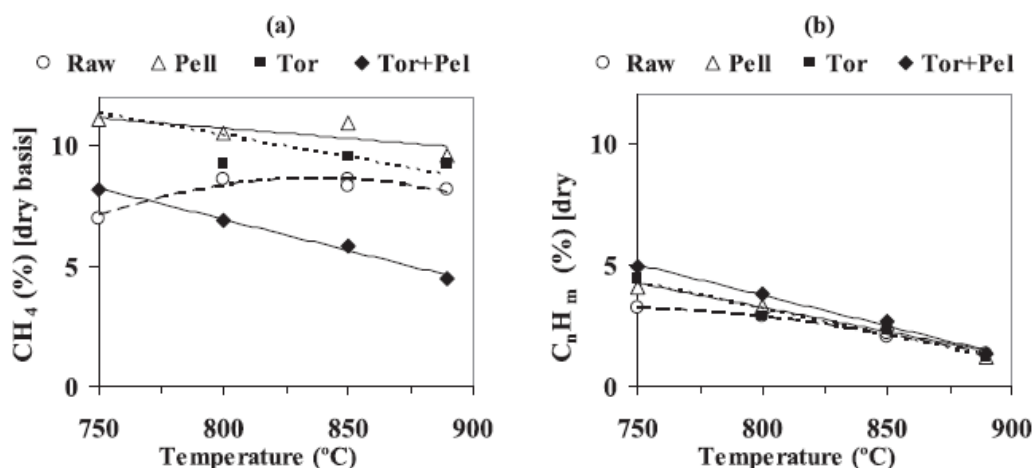 (a)
Raw Pell Tor Tor+Pel
CH4 (%) [dry basis]
10
5
0
750 800 850 900
Temperature (ºC)
(b)
Raw Pell Tor Tor+Pel
CnHm (%) [dry
15
10
5
0
750 800 850 900
Temperature (ºC)